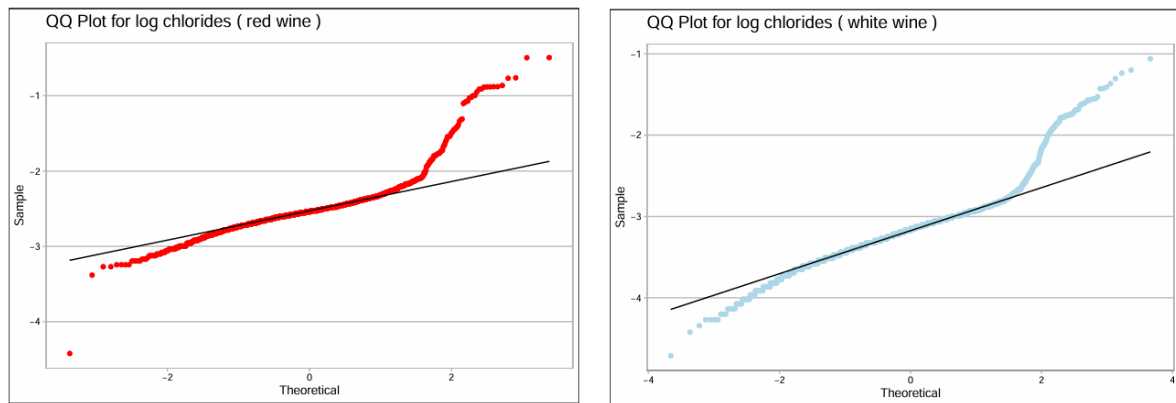 QQ Plot for log chlorides ( red wine )
-1
-2
-3
-4
Sample
-2
0
2
Theoretical
QQ Plot for log chlorides ( white wine )
-1
-2
-3
-4
Sample
-4
-2
0
2
4
Theoretical